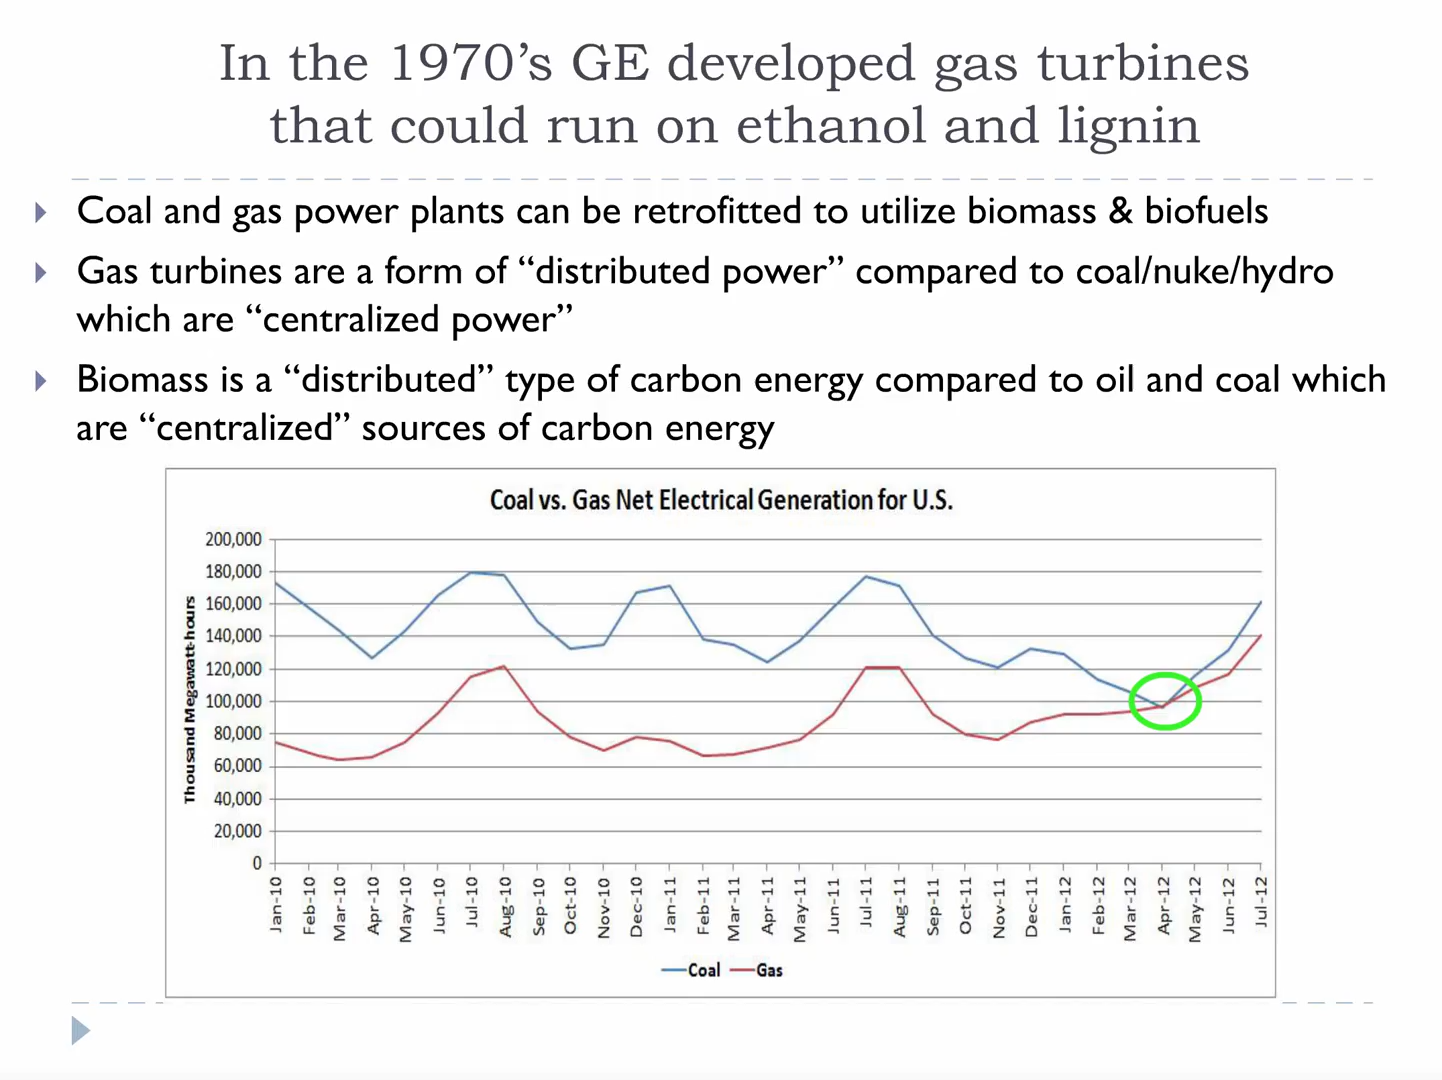 In the 1970’s GE developed gas turbines
that could run on ethanol and lignin
Coal and gas power plants can be retrofitted to utilize biomass & biofuels
Gas turbines are a form of “distributed power” compared to coal/nuke/hydro
which are “centralized power”
Biomass is a “distributed” type of carbon energy compared to oil and coal which
are “centralized” sources of carbon energy
Coal vs. Gas Net Electrical Generation for U.S.
Thousand Megawatt-hours
200,000
180,000
160,000
140,000
120,000
100,000
80,000
60,000
40,000
20,000
0
Jan-10
Feb-10
Mar-10
Apr-10
May-10
Jun-10
Jul-10
Aug-10
Sep-10
Oct-10
Nov-10
Dec-10
Jan-11
Feb-11
Mar-11
Apr-11
May-11
Jun-11
Jul-11
Aug-11
Sep-11
Oct-11
Nov-11
Dec-11
Jan-12
Feb-12
Mar-12
Apr-12
May-12
Jun-12
Jul-12
Coal Gas